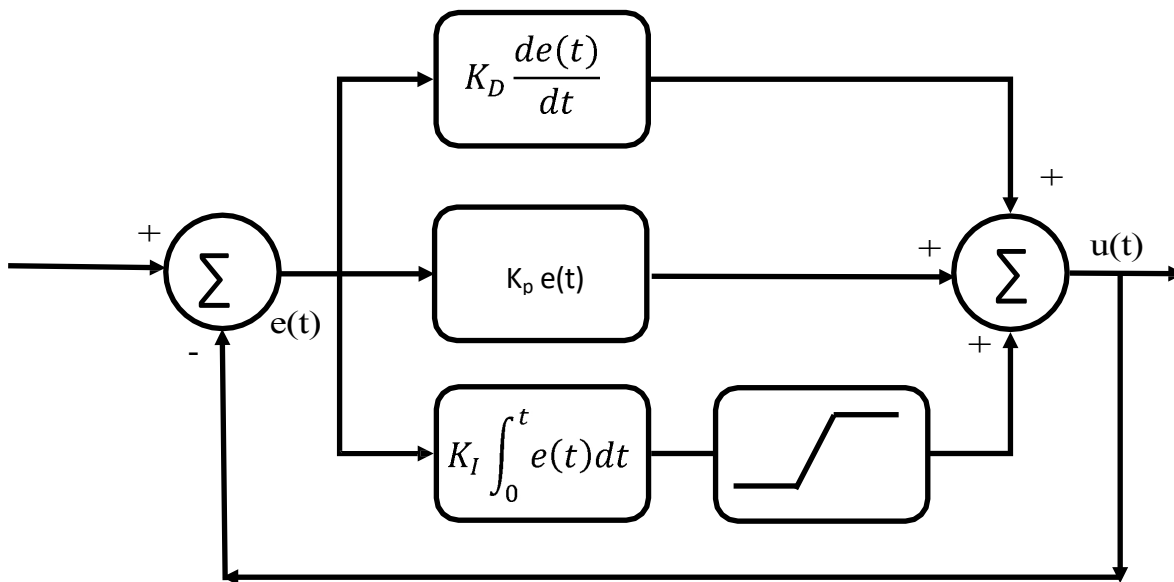 K_D de(t)/dt
+
+
+
u(t)
∑
K_p e(t)
∑
e(t)
-
+
K_I ∫_0^t e(t)dt